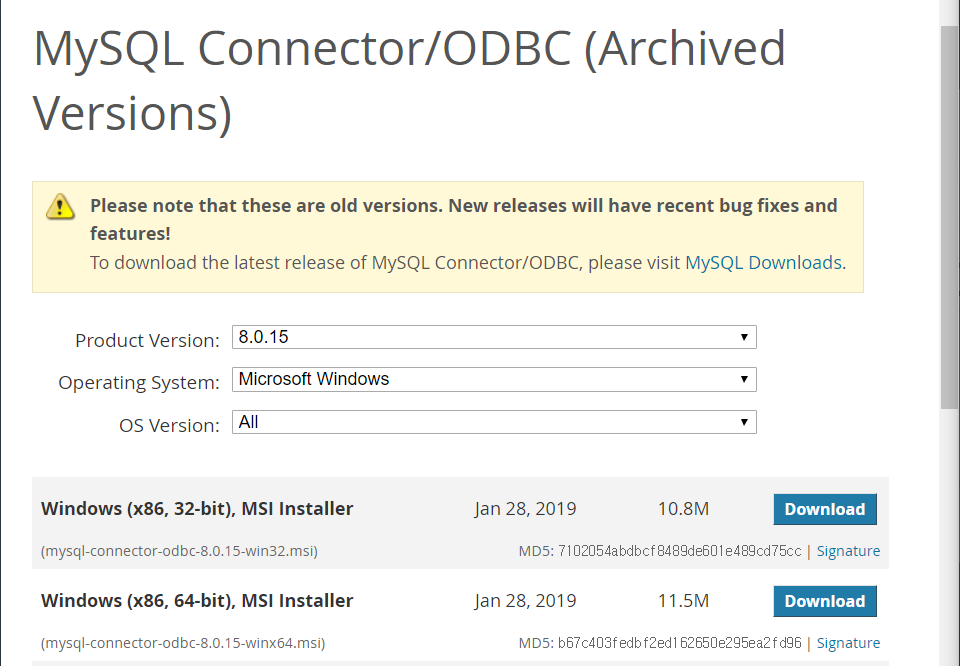 MySQL Connector/ODBC (Archived
Versions)
Please note that these are old versions. New releases will have recent bug fixes and
features!
To download the latest release of MySQL Connector/ODBC, please visit MySQL Downloads.
Product Version: 8.0.15
Operating System: Microsoft Windows
OS Version: All
Windows (x86, 32-bit), MSI Installer Jan 28, 2019 10.8M Download
(mysql-connector-odbc-8.0.15-win32.msi) MD5: 7102054abdbcf8489de601e489cd75cc | Signature
Windows (x86, 64-bit), MSI Installer Jan 28, 2019 11.5M Download
(mysql-connector-odbc-8.0.15-winx64.msi) MD5: b67c403fedbf2ed162650e295ea2fd96 | Signature